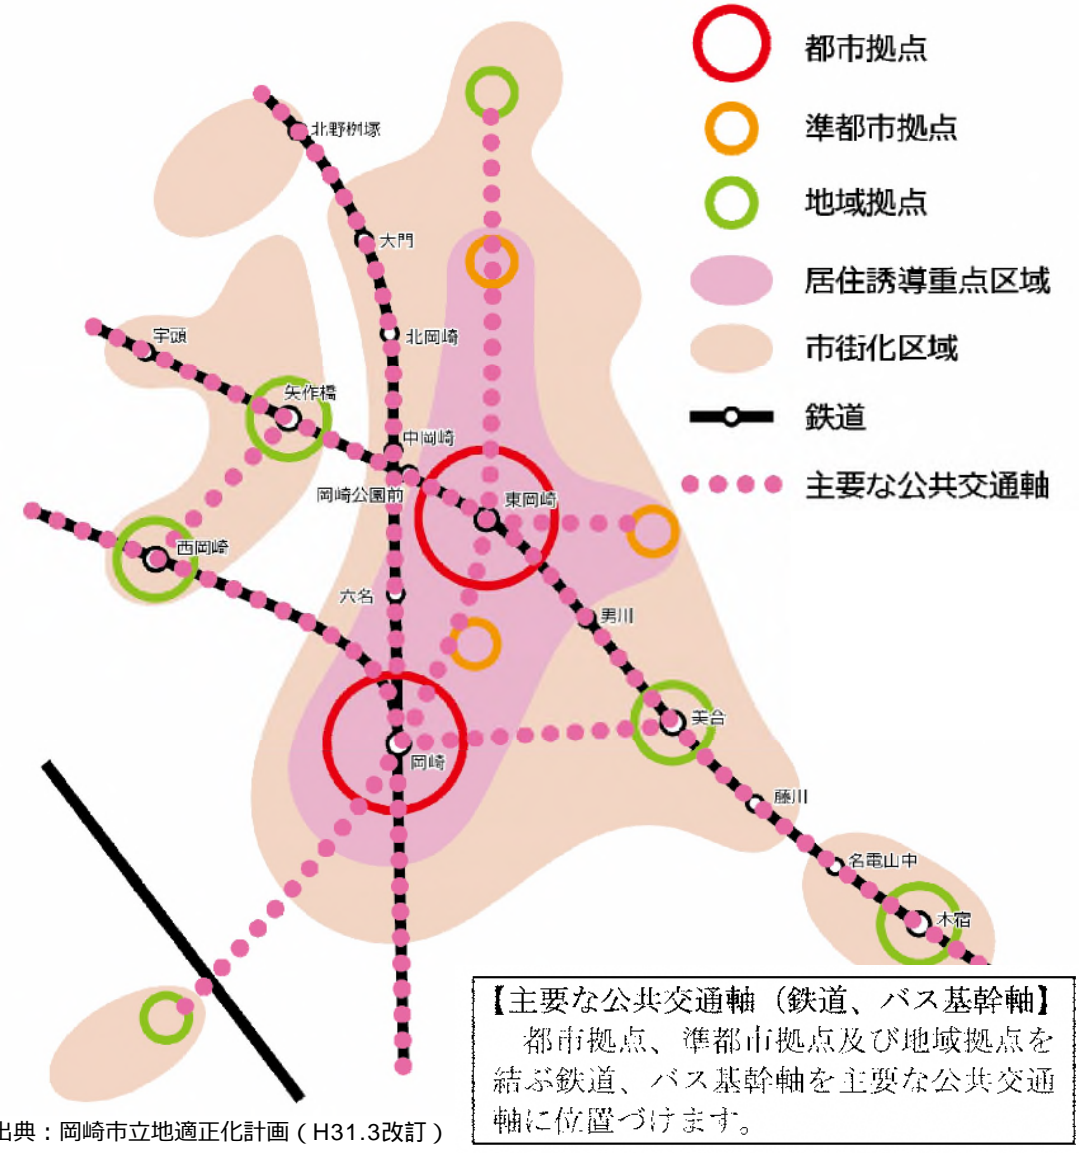 都市拠点
準都市拠点
地域拠点
居住誘導重点区域
市街化区域
鉄道
主要な公共交通軸
北野桝塚
大門
北岡崎
宇頭
矢作橋
中岡崎
岡崎公園前
東岡崎
西岡崎
六名
男川
美合
岡崎
藤川
名電山中
本宿
【主要な公共交通軸（鉄道、バス基幹軸】
都市拠点、準都市拠点及び地域拠点を
結ぶ鉄道、バス基幹軸を主要な公共交通
軸に位置づけます。
出典：岡崎市立地適正化計画（H31.3改訂）